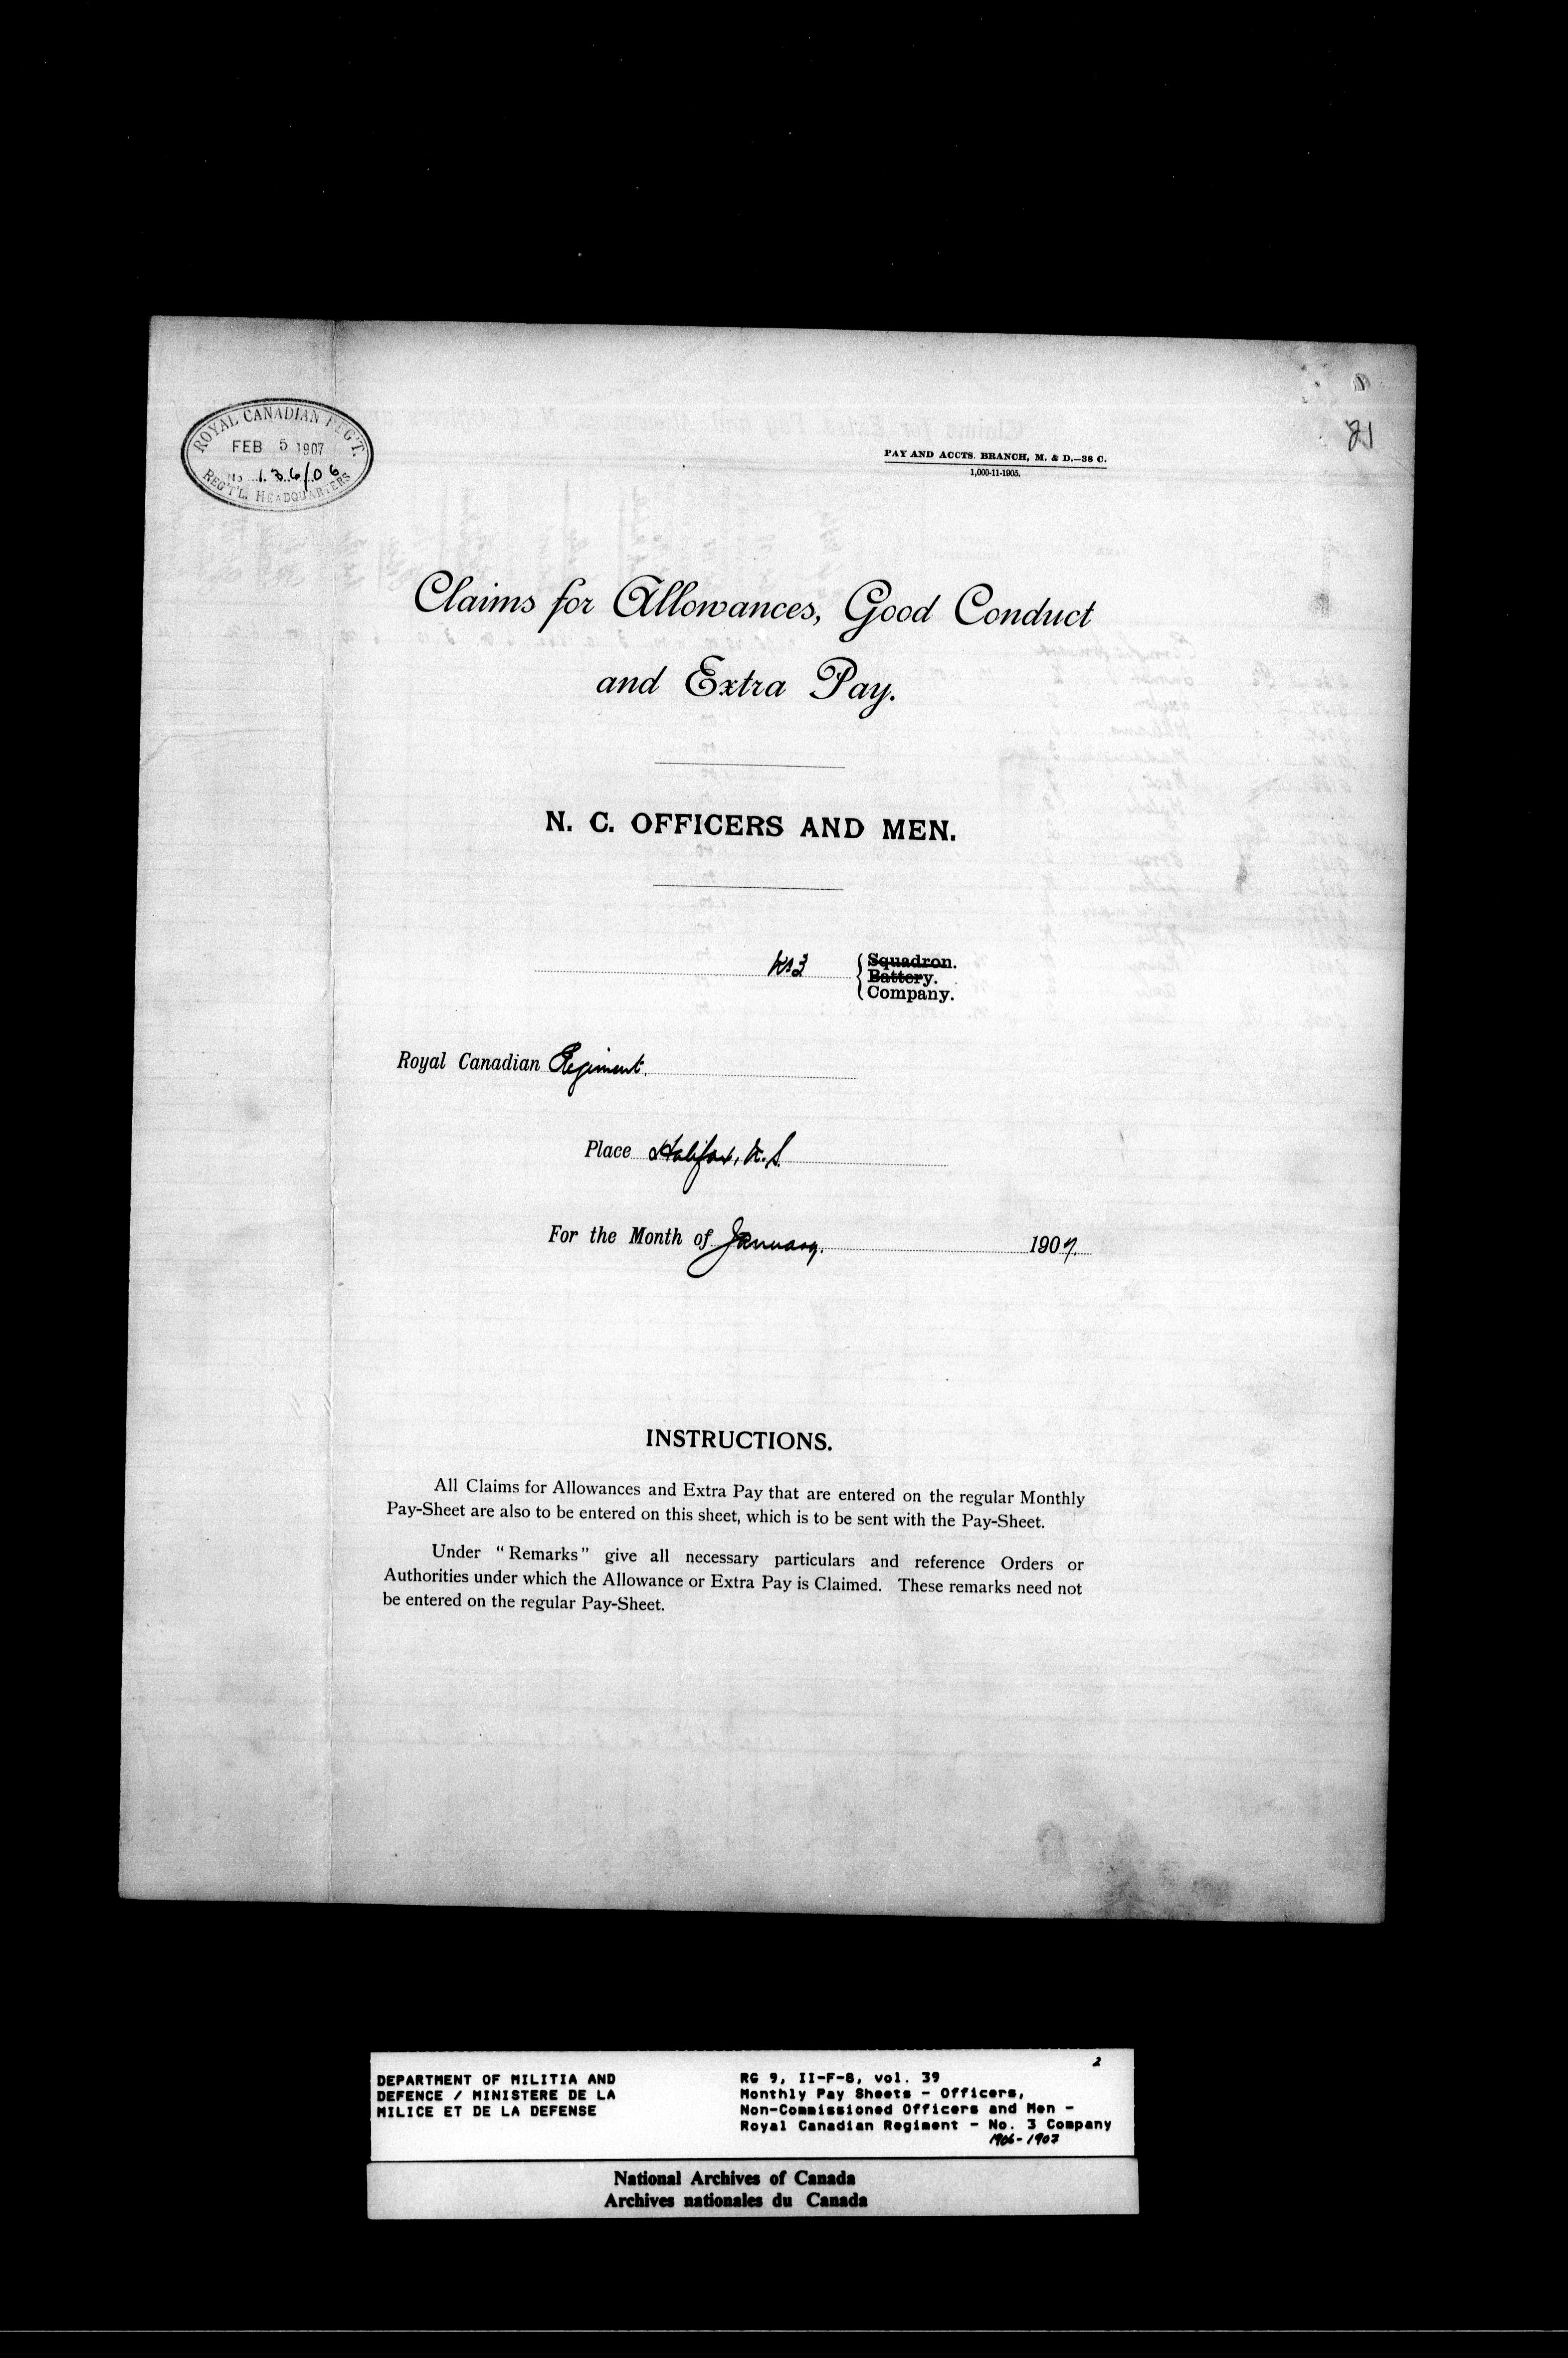 ROYAL CANADIAN REG'T.
FEB 5 1907
No 136/06
REG'T'L. HEADQUARTERS
21
PAY AND ACCTS. BRANCH, M. & D.—38 C.
1,000-11-1905.
Claims for Allowances, Good Conduct
and Extra Pay.
N. C. OFFICERS AND MEN.
No 3
Squadron.
Battery.
Company.
Royal Canadian Regiment.
Place Halifax, N.S.
For the Month of January. 1907.
INSTRUCTIONS.
All Claims for Allowances and Extra Pay that are entered on the regular Monthly
Pay-Sheet are also to be entered on this sheet, which is to be sent with the Pay-Sheet.
Under "Remarks" give all necessary particulars and reference Orders or
Authorities under which the Allowance or Extra Pay is Claimed. These remarks need not
be entered on the regular Pay-Sheet.
2
DEPARTMENT OF MILITIA AND
DEFENCE / MINISTERE DE LA
MILICE ET DE LA DEFENSE
RG 9, II-F-8, vol. 39
Monthly Pay Sheets - Officers,
Non-Commissioned Officers and Men -
Royal Canadian Regiment - No. 3 Company
1906-1907
National Archives of Canada
Archives nationales du Canada